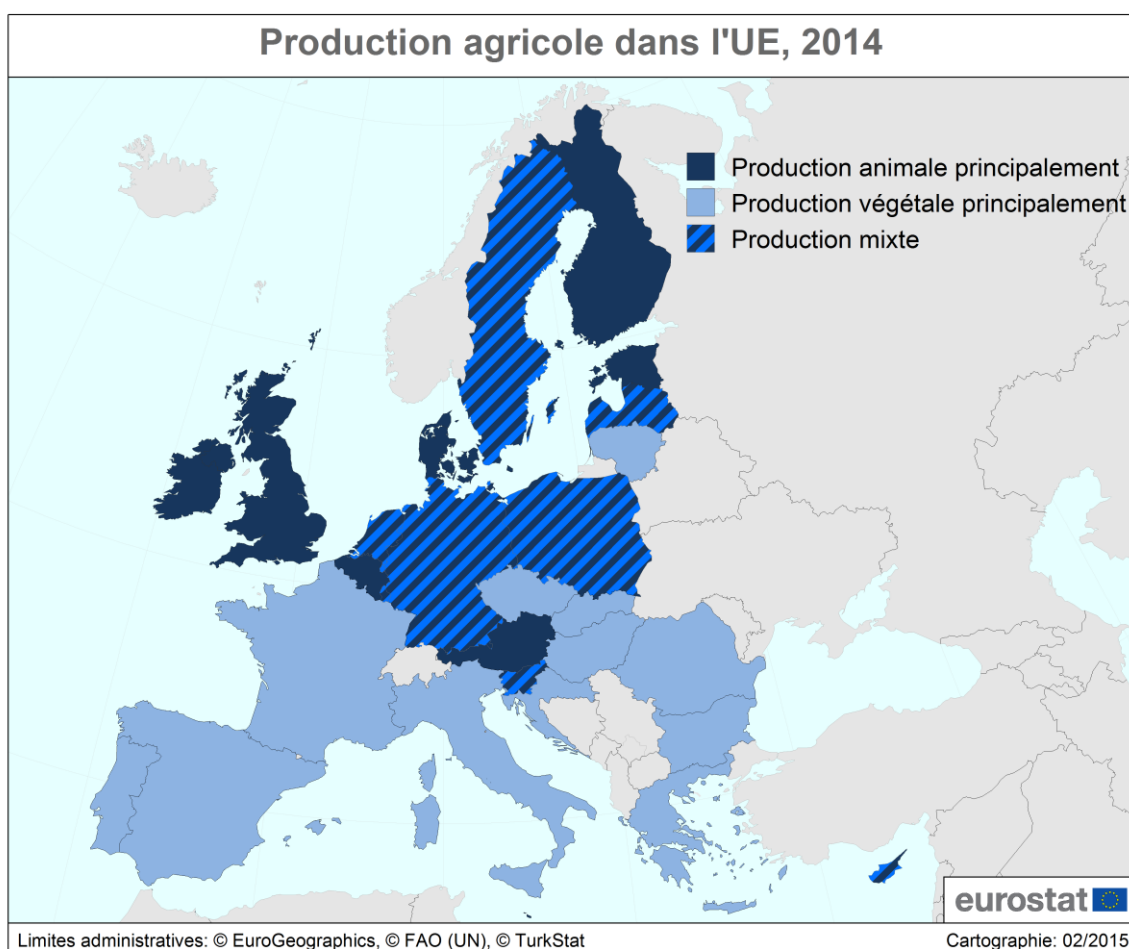 Production agricole dans l'UE, 2014
Production animale principalement
Production végétale principalement
Production mixte
eurostat
Limites administratives: © EuroGeographics, © FAO (UN), © TurkStat
Cartographie: 02/2015